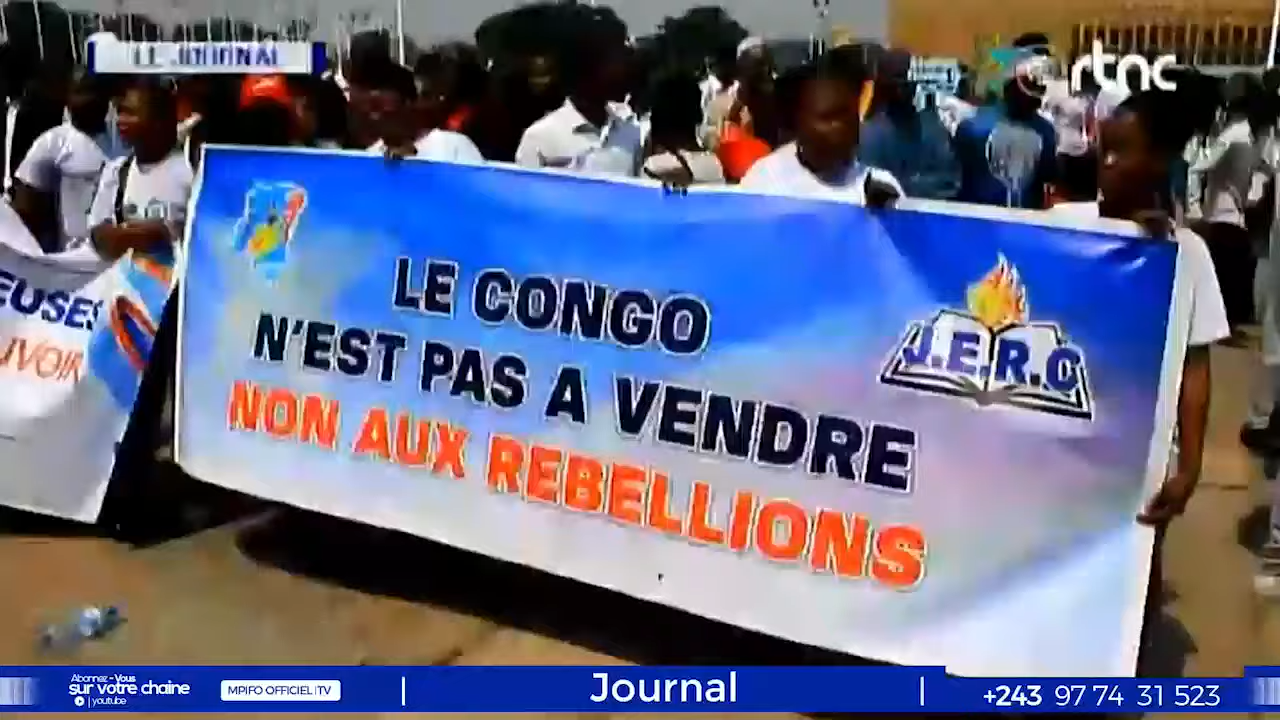 LE JOURNAL
rtnc
LE CONGO
N'EST PAS A VENDRE
NON AUX REBELLIONS
J.E.R.C
EUSES
UVOIR
Abonnez-Vous
sur votre chaine
youtube
MPIFO OFFICIEL TV
Journal
+243 97 74 31 523